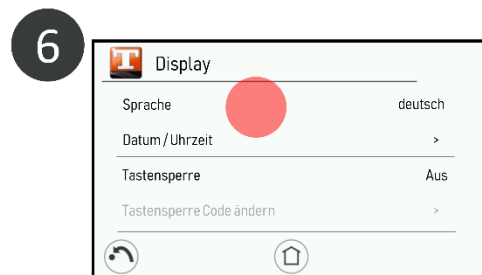 6
T Display
Sprache deutsch
Datum / Uhrzeit >
Tastensperre Aus
Tastensperre Code ändern >